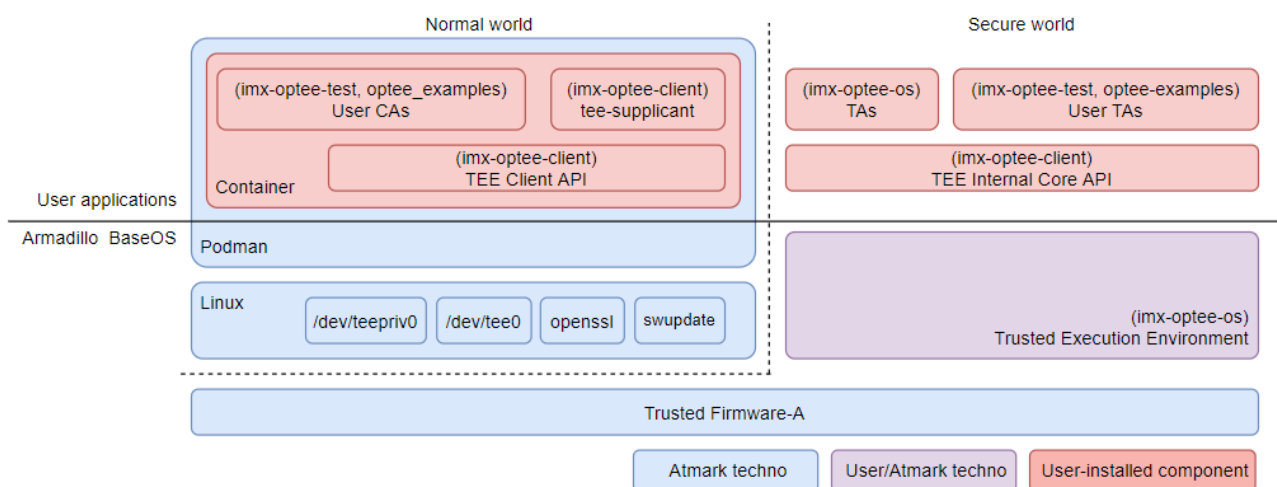 Normal world
Secure world
(imx-optee-test, optee_examples)
User CAs
(imx-optee-client)
tee-supplicant
(imx-optee-os)
TAs
(imx-optee-test, optee-examples)
User TAs
(imx-optee-client)
TEE Client API
Container
(imx-optee-client)
TEE Internal Core API
User applications
Armadillo BaseOS
Podman
Linux
/dev/teepriv0
/dev/tee0
openssl
swupdate
(imx-optee-os)
Trusted Execution Environment
Trusted Firmware-A
Atmark techno
User/Atmark techno
User-installed component